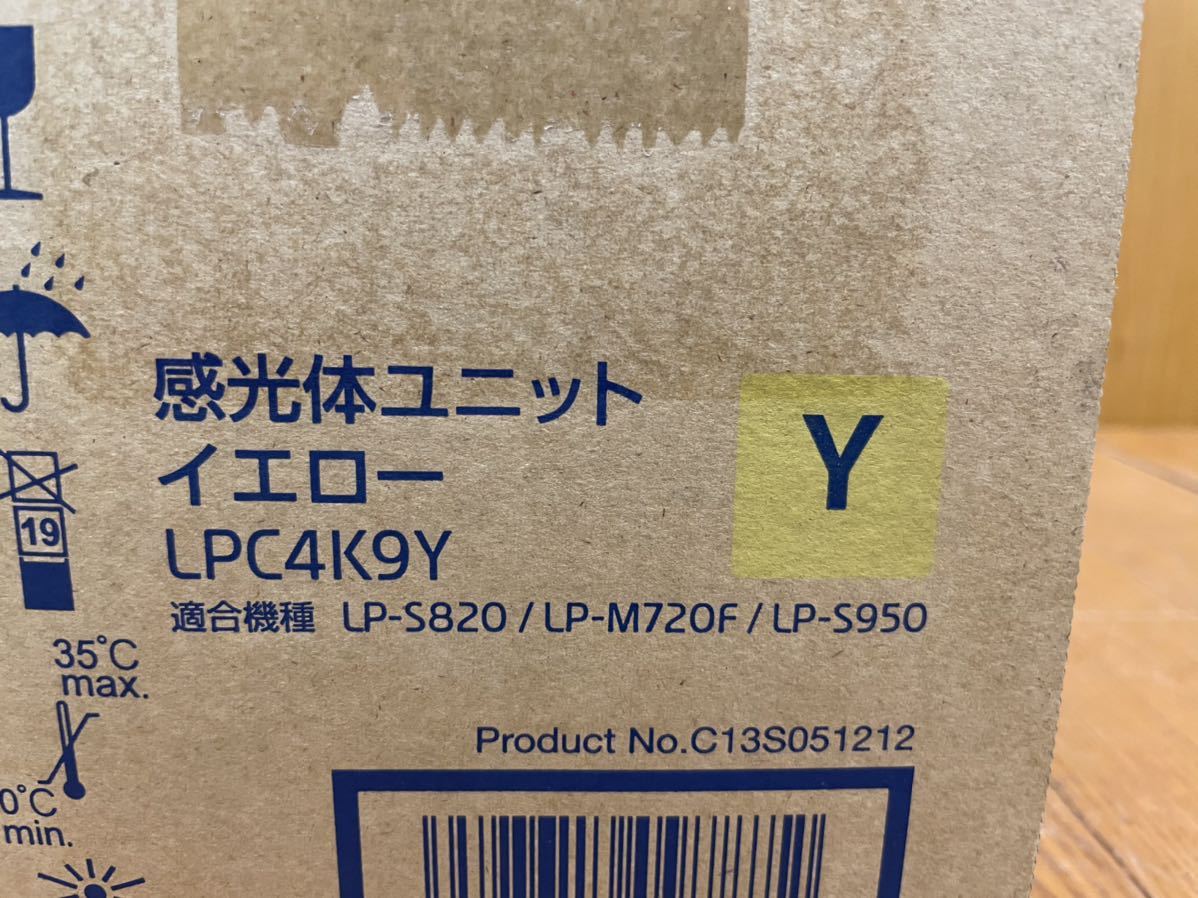 感光体ユニット
イエロー
Y
LPC4K9Y
適合機種 LP-S820 / LP-M720F / LP-S950
19
35°C
max.
0°C
min.
Product No.C13S051212